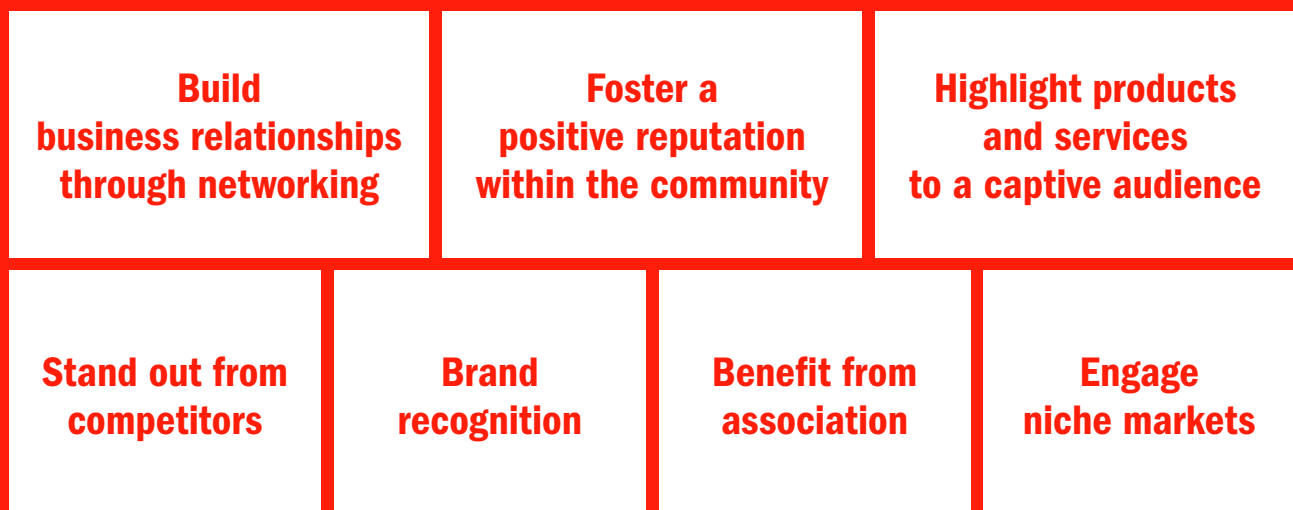 Build
business relationships
through networking
Foster a
positive reputation
within the community
Highlight products
and services
to a captive audience
Stand out from
competitors
Brand
recognition
Benefit from
association
Engage
niche markets